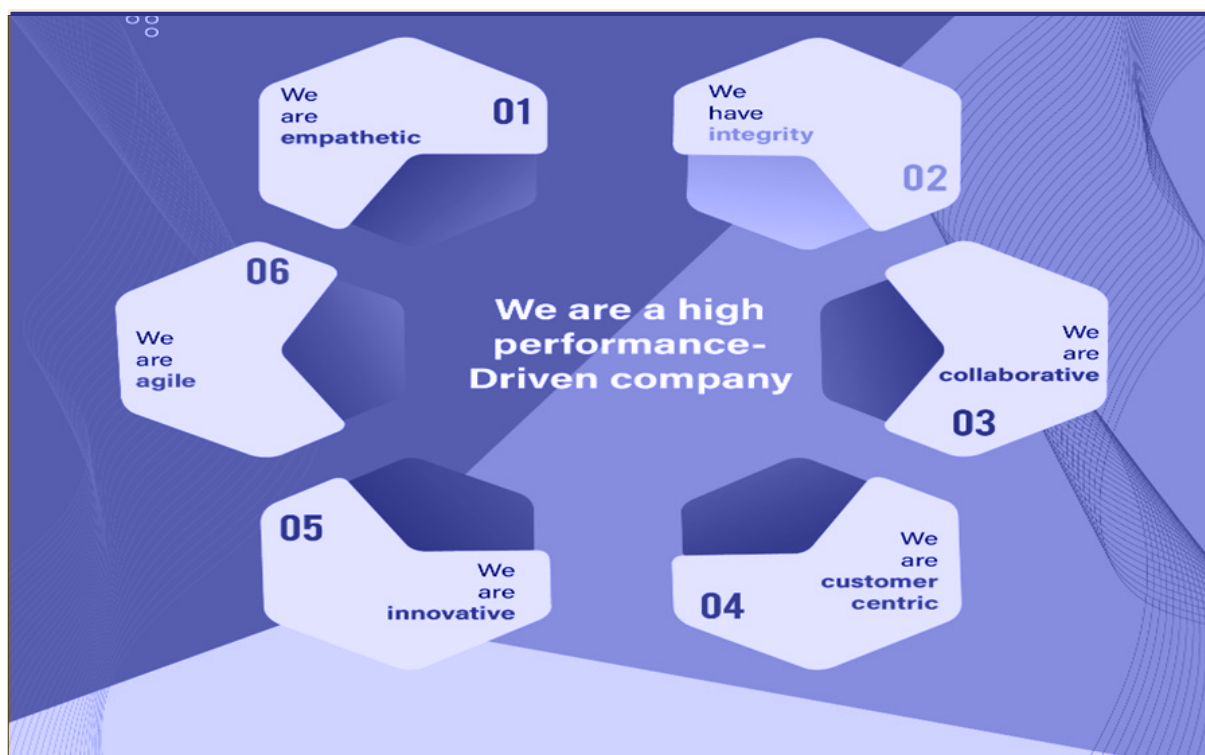 We
are
empathetic
01
We
have
integrity
02
We
are
collaborative
03
We
are
customer
centric
04
05
We
are
innovative
06
We
are
agile
We are a high
performance-
Driven company